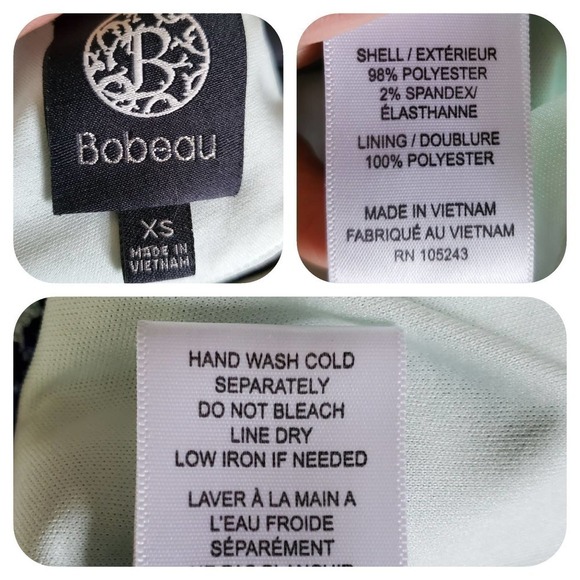 B
Bobeau
XS
MADE IN
VIETNAM
SHELL / EXTÉRIEUR
98% POLYESTER
2% SPANDEX/
ÉLASTHANNE
LINING / DOUBLURE
100% POLYESTER
MADE IN VIETNAM
FABRIQUÉ AU VIETNAM
RN 105243
HAND WASH COLD
SEPARATELY
DO NOT BLEACH
LINE DRY
LOW IRON IF NEEDED
LAVER À LA MAIN A
L'EAU FROIDE
SÉPARÉMENT